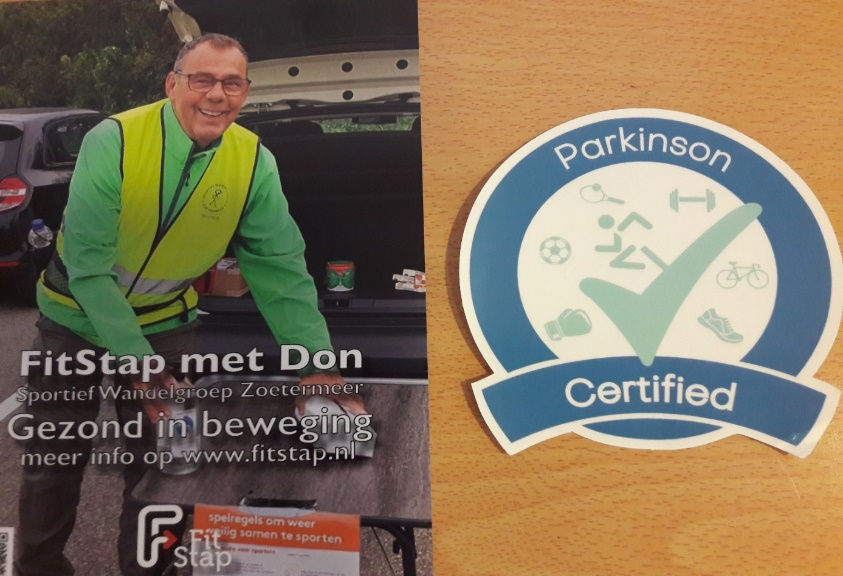 FitStap met Don
Sportief Wandelgroep Zoetermeer
Gezond in beweging
meer info op www.fitstap.nl
Fit
Stap
spelregels om weer
veilig samen te sporten
Parkinson
Certified